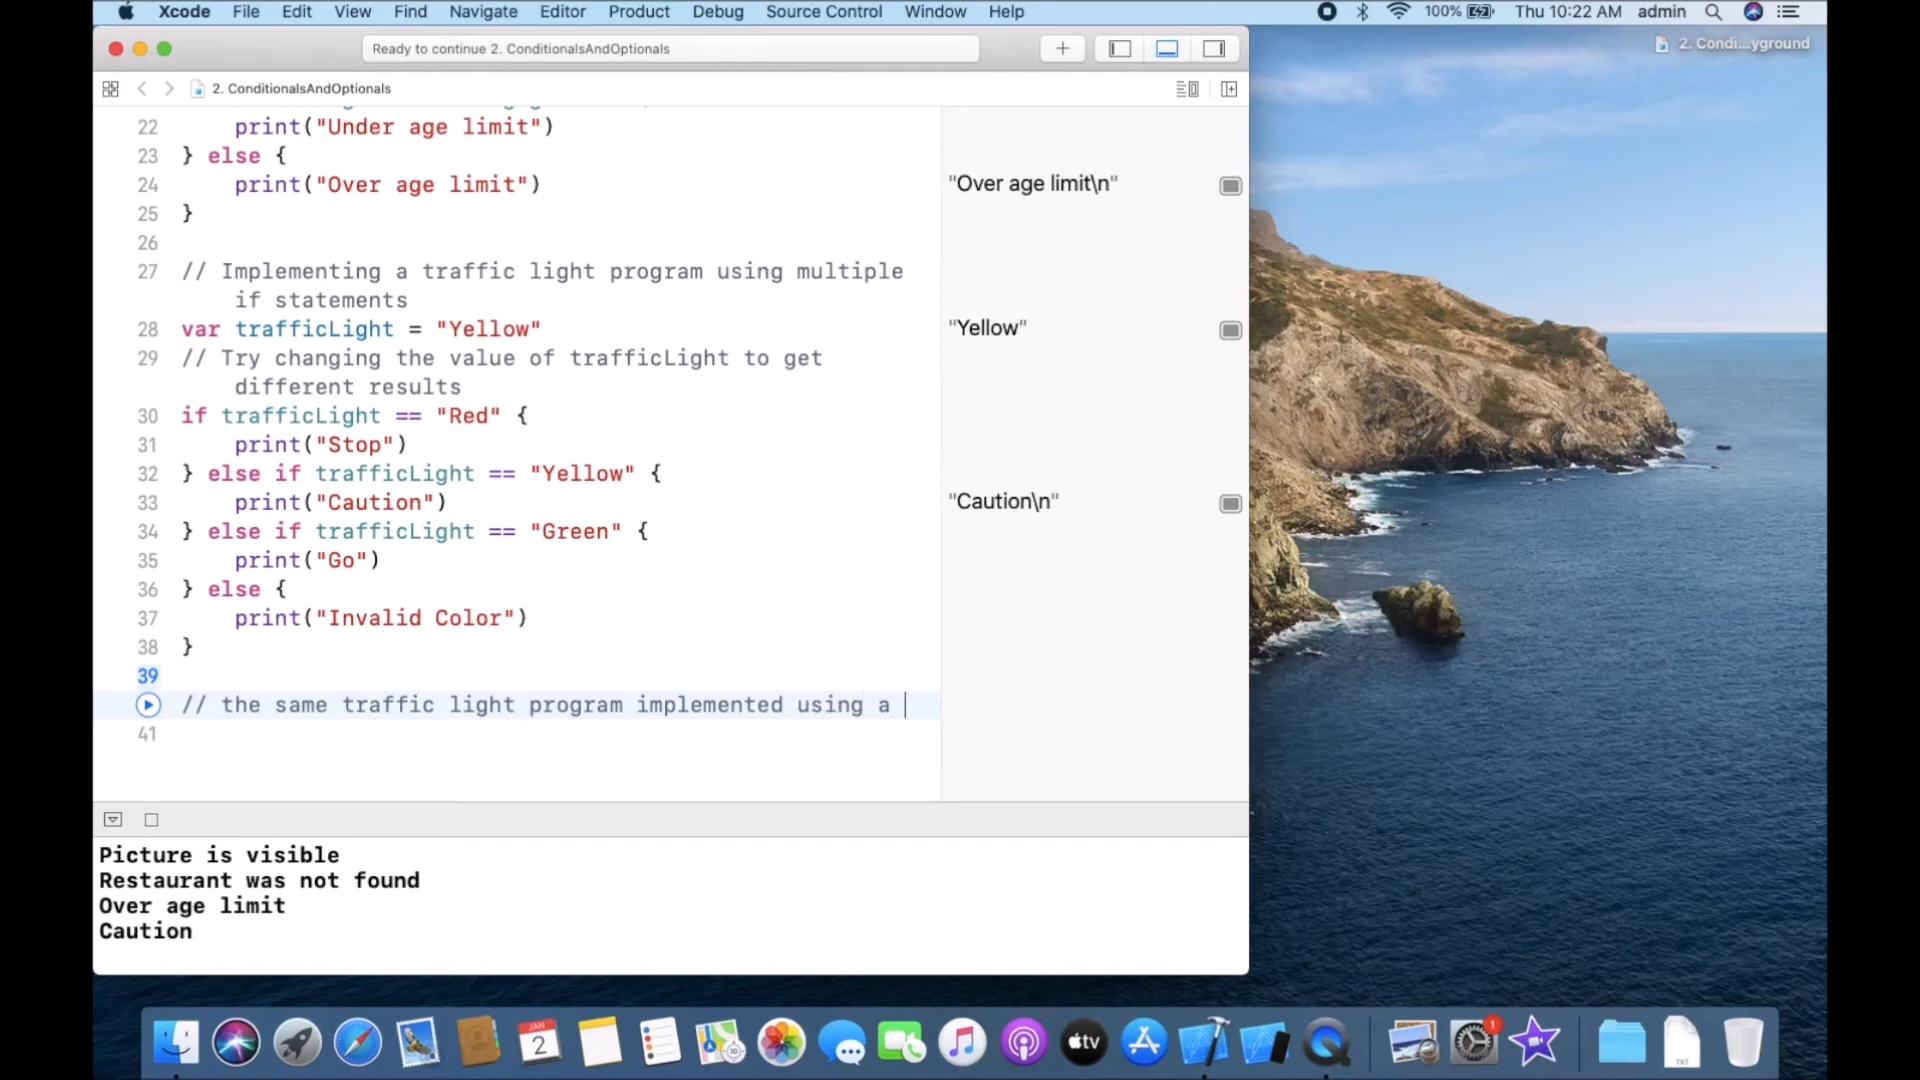 Xcode File Edit View Find Navigate Editor Product Debug Source Control Window Help 100% Thu 10:22 AM admin
Ready to continue 2. ConditionalsAndOptionals
2. Condi...yground
2. ConditionalsAndOptionals
22 print("Under age limit")
23 } else {
24 print("Over age limit") "Over age limit\n"
25 }
26
27 // Implementing a traffic light program using multiple
if statements
28 var trafficLight = "Yellow" "Yellow"
29 // Try changing the value of trafficLight to get
different results
30 if trafficLight == "Red" {
31 print("Stop")
32 } else if trafficLight == "Yellow" {
33 print("Caution") "Caution\n"
34 } else if trafficLight == "Green" {
35 print("Go")
36 } else {
37 print("Invalid Color")
38 }
39
// the same traffic light program implemented using a
41
Picture is visible
Restaurant was not found
Over age limit
Caution
JAN
2
tv
1
TXT